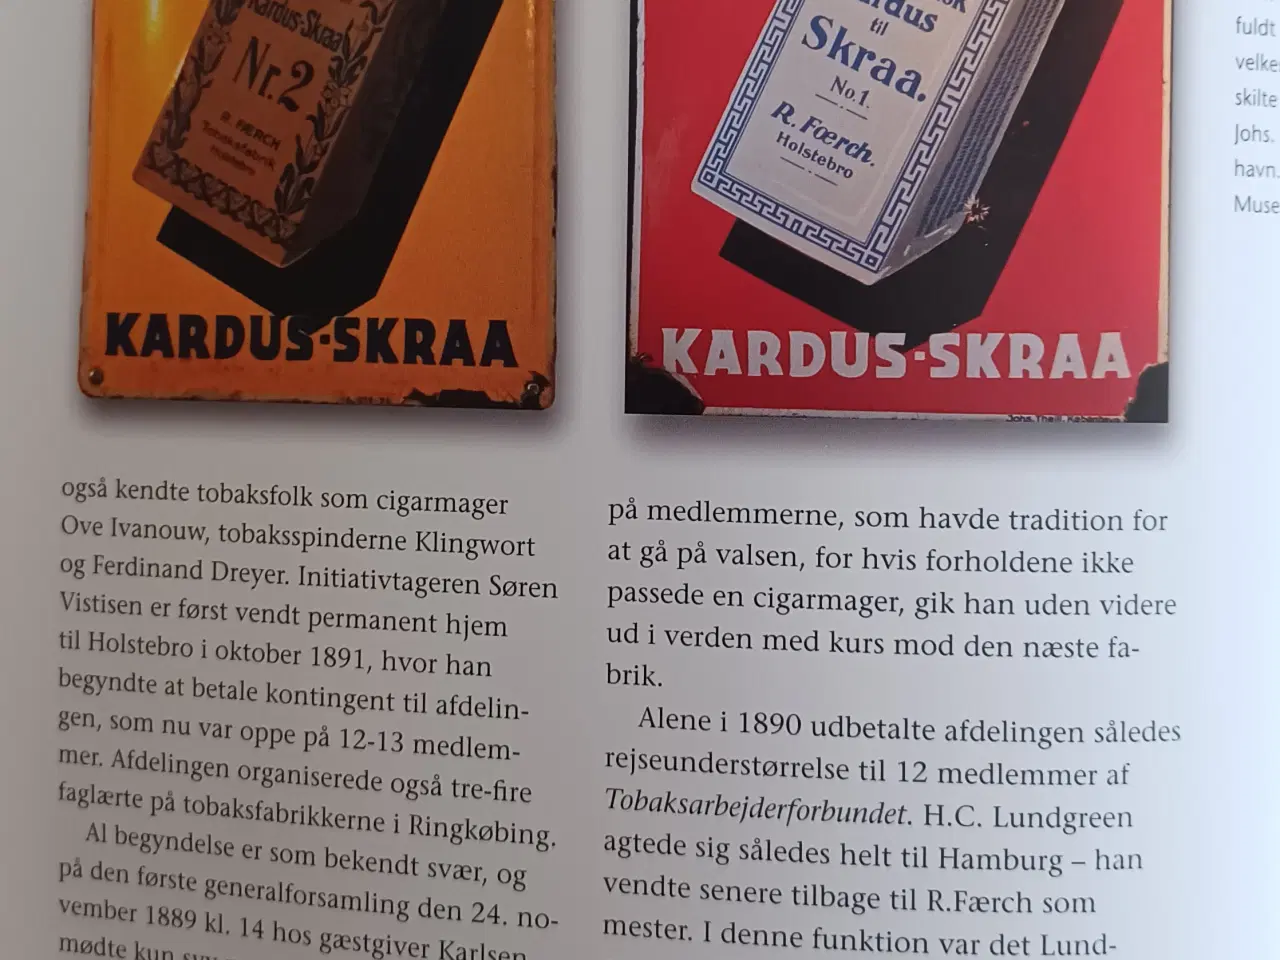 Kardus-Skraa
Nr. 2
R. FÆRCH
Tobaksfabrik
Holstebro
KARDUS-SKRAA
til
Skraa.
No.1.
R. Færch.
Holstebro
KARDUS-SKRAA
Johs. Theill. København
også kendte tobaksfolk som cigarmager
Ove Ivanouw, tobaksspinderne Klingwort
og Ferdinand Dreyer. Initiativtageren Søren
Vistisen er først vendt permanent hjem
til Holstebro i oktober 1891, hvor han
begyndte at betale kontingent til afdelin-
gen, som nu var oppe på 12-13 medlem-
mer. Afdelingen organiserede også tre-fire
faglærte på tobaksfabrikkerne i Ringkøbing.
Al begyndelse er som bekendt svær, og
på den første generalforsamling den 24. no-
vember 1889 kl. 14 hos gæstgiver Karlsen
mødte kun
på medlemmerne, som havde tradition for
at gå på valsen, for hvis forholdene ikke
passede en cigarmager, gik han uden videre
ud i verden med kurs mod den næste fa-
brik.
Alene i 1890 udbetalte afdelingen således
rejseunderstørrelse til 12 medlemmer af
Tobaksarbejderforbundet. H.C. Lundgreen
agtede sig således helt til Hamburg – han
vendte senere tilbage til R.Færch som
mester. I denne funktion var det Lund-
fuldt
velke
skilte
Johs.
havn.
Muse